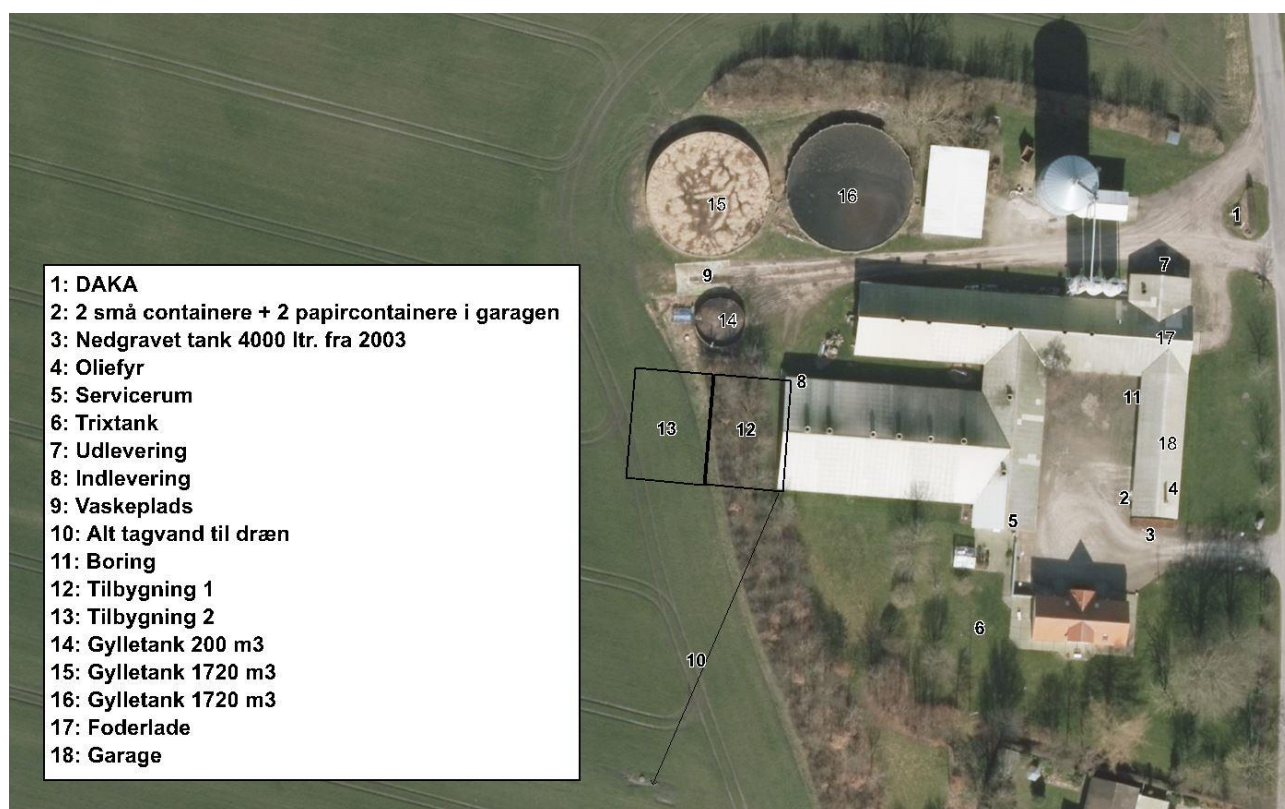 1: DAKA
2: 2 små containere + 2 papircontainere i garagen
3: Nedgravet tank 4000 ltr. fra 2003
4: Oliefyr
5: Servicerum
6: Trixtank
7: Udlevering
8: Indlevering
9: Vaskeplads
10: Alt tagvand til dræn
11: Boring
12: Tilbygning 1
13: Tilbygning 2
14: Gylletank 200 m3
15: Gylletank 1720 m3
16: Gylletank 1720 m3
17: Foderlade
18: Garage
15
16
1
9
7
14
17
8
11
13
12
18
2
4
5
3
6
10